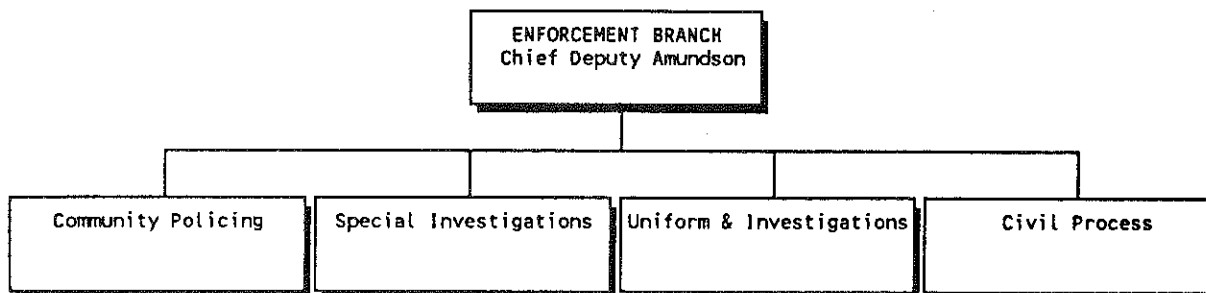 ENFORCEMENT BRANCH
Chief Deputy Amundson
Community Policing
Special Investigations
Uniform & Investigations
Civil Process